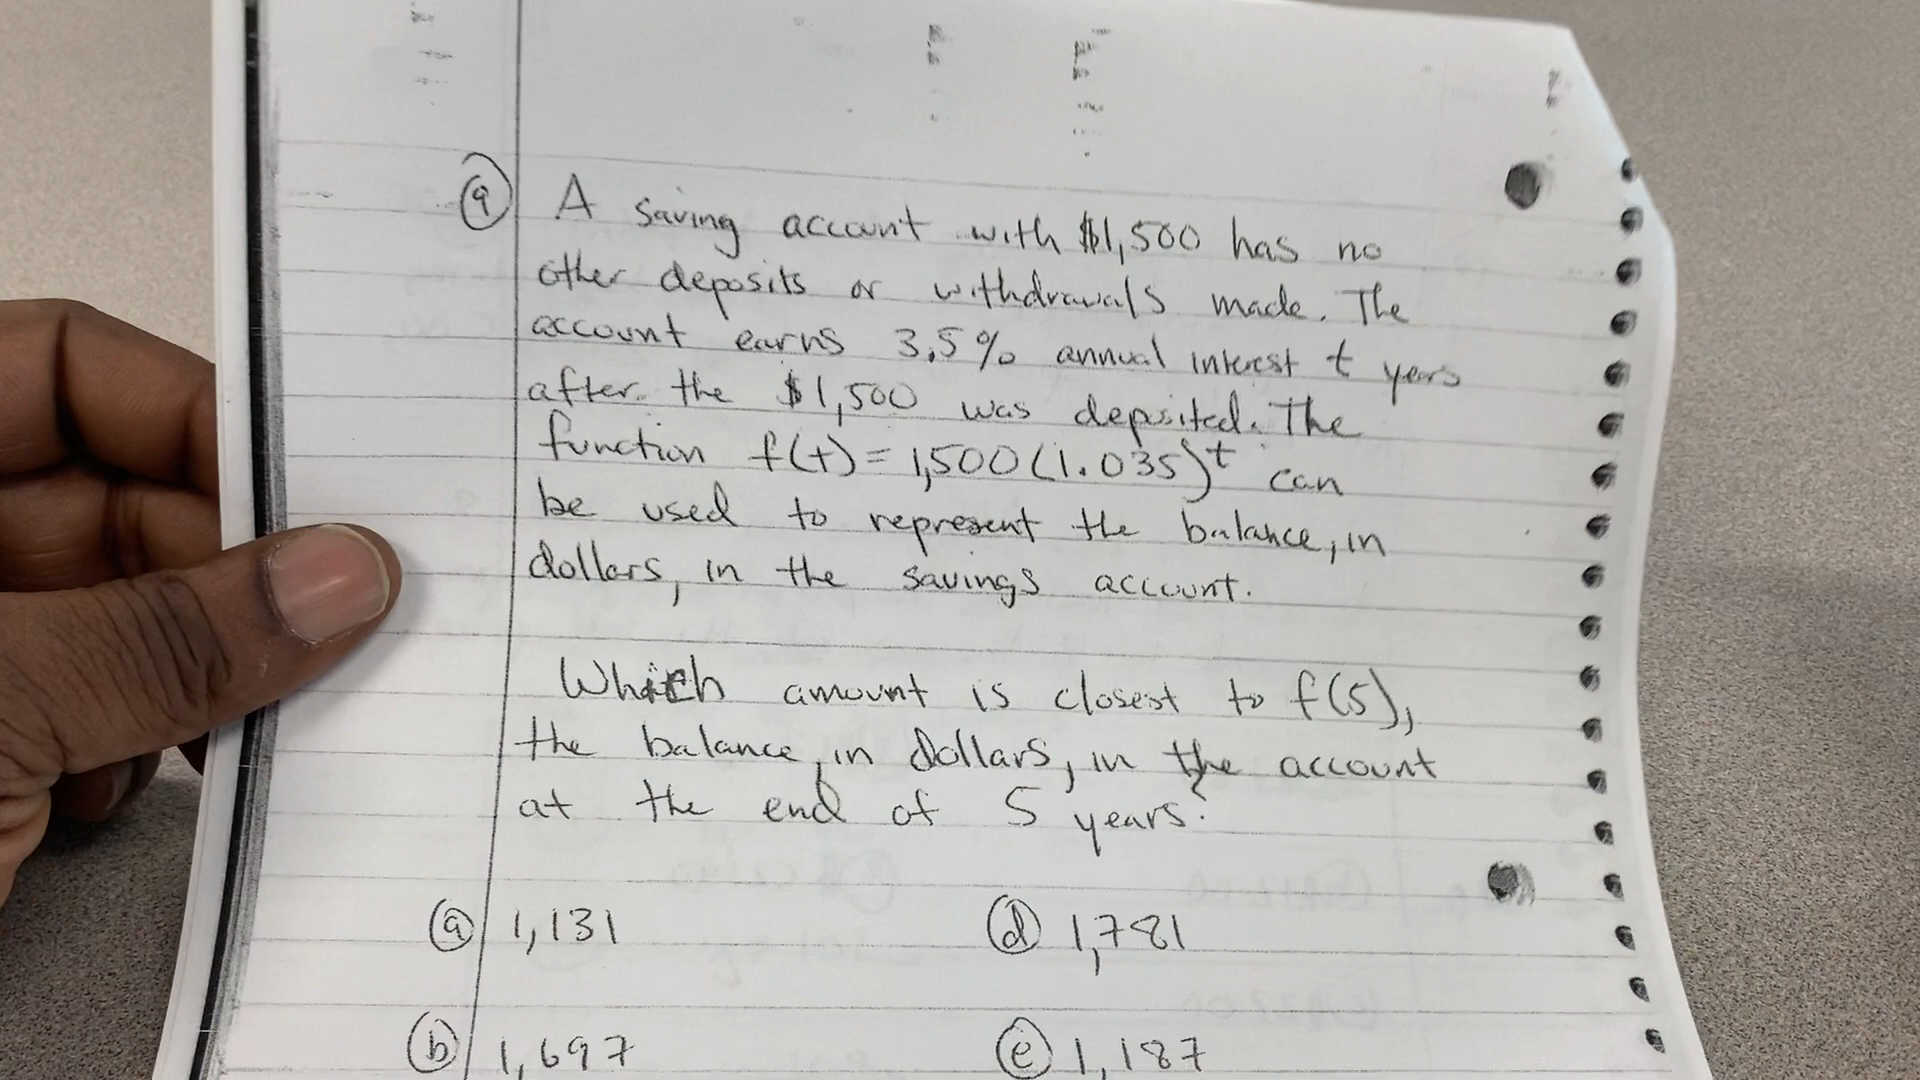 9 A saving account with $1,500 has no
other deposits or withdrawals made. The
account earns 3.5% annual interest t years
after the $1,500 was deposited. The
function f(t) = 1,500(1.035)^t can
be used to represent the balance, in
dollars, in the savings account.
Which amount is closest to f(5),
the balance, in dollars, in the account
at the end of 5 years?
a 1,131 d 1,781
b 1,697 e 1,187